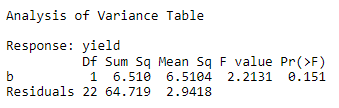 Analysis of Variance Table

Response: yield
          Df Sum Sq Mean Sq F value Pr(>F)
b          1  6.510  6.5104  2.2131  0.151
Residuals 22 64.719  2.9418